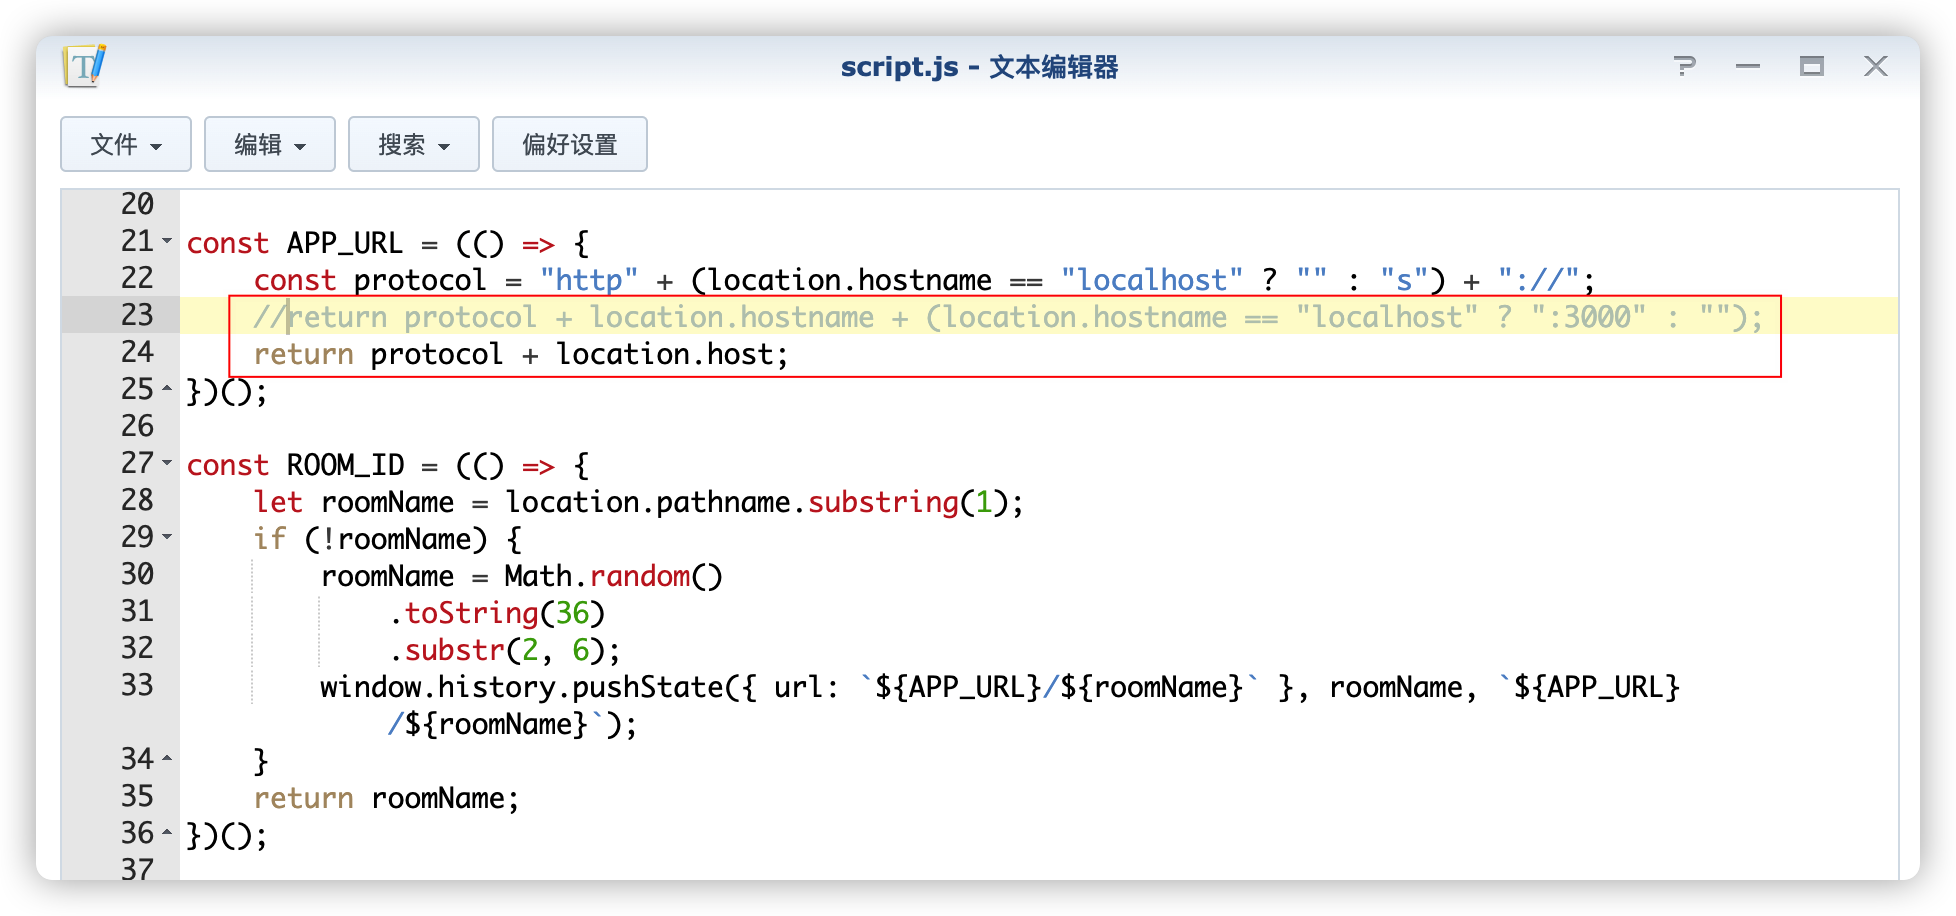 script.js - 文本编辑器
文件 编辑 搜索 偏好设置
20
21 const APP_URL = (() => {
22 const protocol = "http" + (location.hostname == "localhost" ? "" : "s") + "://";
23 //return protocol + location.hostname + (location.hostname == "localhost" ? ":3000" : "");
24 return protocol + location.host;
25 })();
26
27 const ROOM_ID = (() => {
28 let roomName = location.pathname.substring(1);
29 if (!roomName) {
30 roomName = Math.random()
31 .toString(36)
32 .substr(2, 6);
33 window.history.pushState({ url: `${APP_URL}/${roomName}` }, roomName, `${APP_URL}
/${roomName}`);
34 }
35 return roomName;
36 })();
37